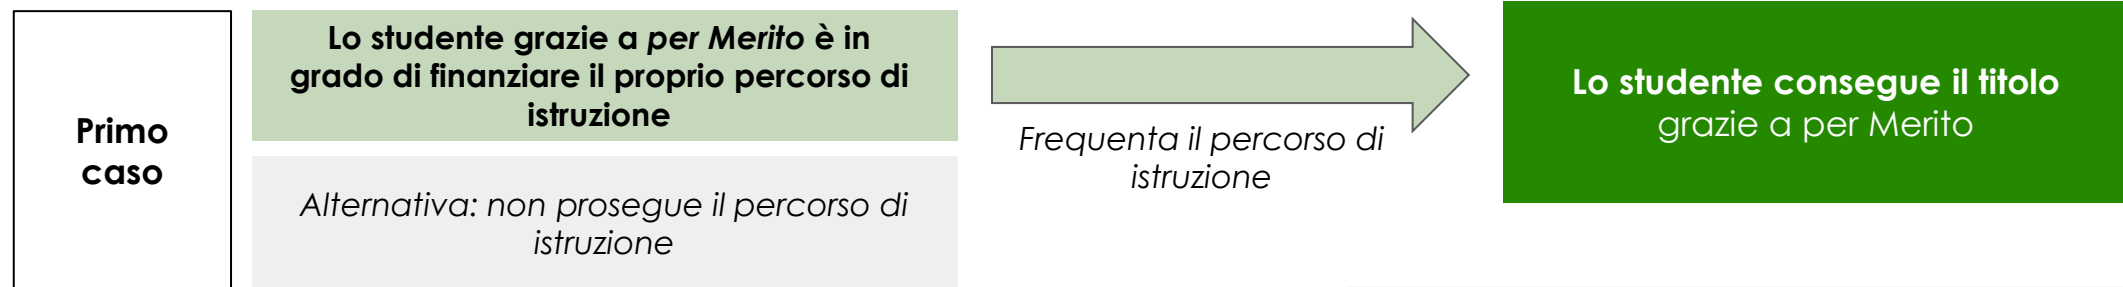 Primo
caso
Lo studente grazie a per Merito è in
grado di finanziare il proprio percorso di
istruzione
Alternativa: non prosegue il percorso di
istruzione
Frequenta il percorso di
istruzione
Lo studente consegue il titolo
grazie a per Merito